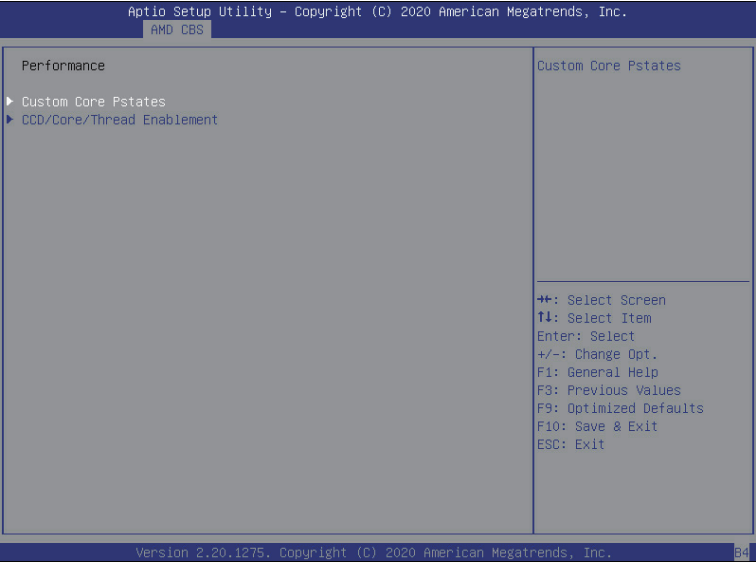 Aptio Setup Utility – Copyright (C) 2020 American Megatrends, Inc.
AMD CBS
Performance
Custom Core Pstates
CCD/Core/Thread Enablement
Custom Core Pstates
→←: Select Screen
↑↓: Select Item
Enter: Select
+/-: Change Opt.
F1: General Help
F3: Previous Values
F9: Optimized Defaults
F10: Save & Exit
ESC: Exit
Version 2.20.1275. Copyright (C) 2020 American Megatrends, Inc.
B4